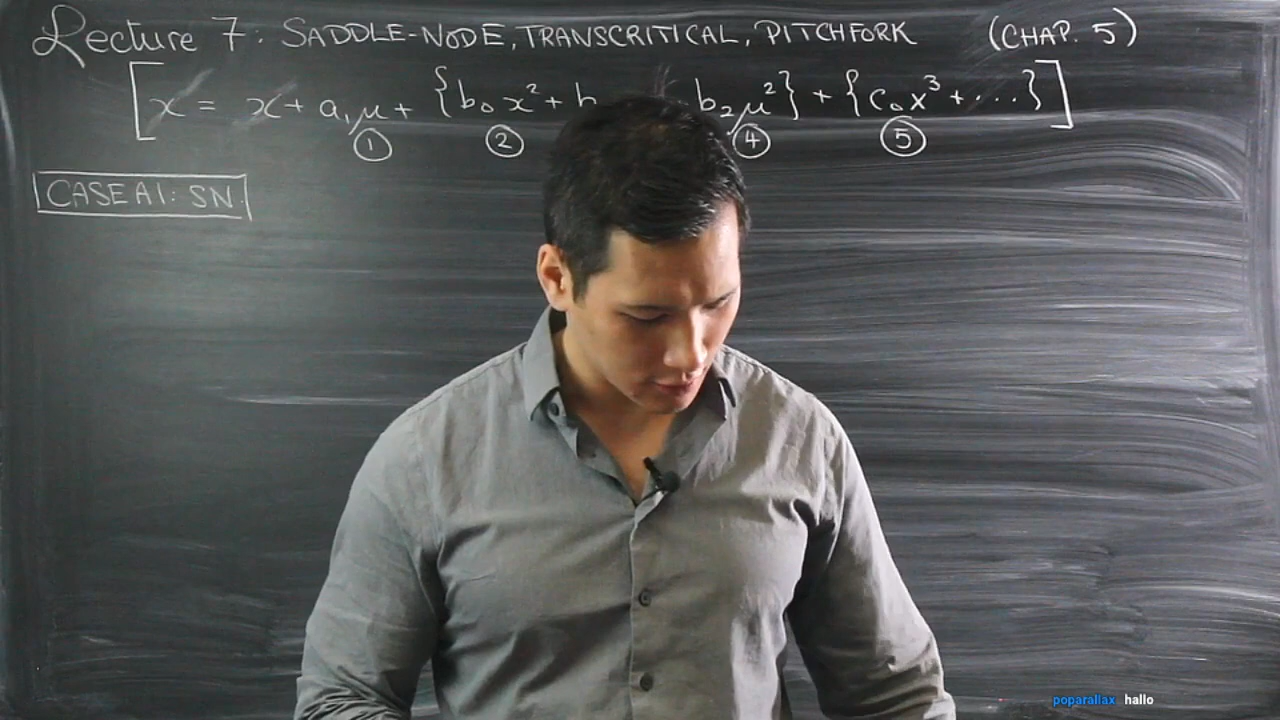 Lecture 7: SADDLE-NODE, TRANSCRITICAL, PITCHFORK (CHAP. 5)
[x = x + a₁μ + {b₀x² + b₂μ²} + {c₀x³ + ...}]
① ② ④ ⑤
CASE A1: SN.
poparallax hallo